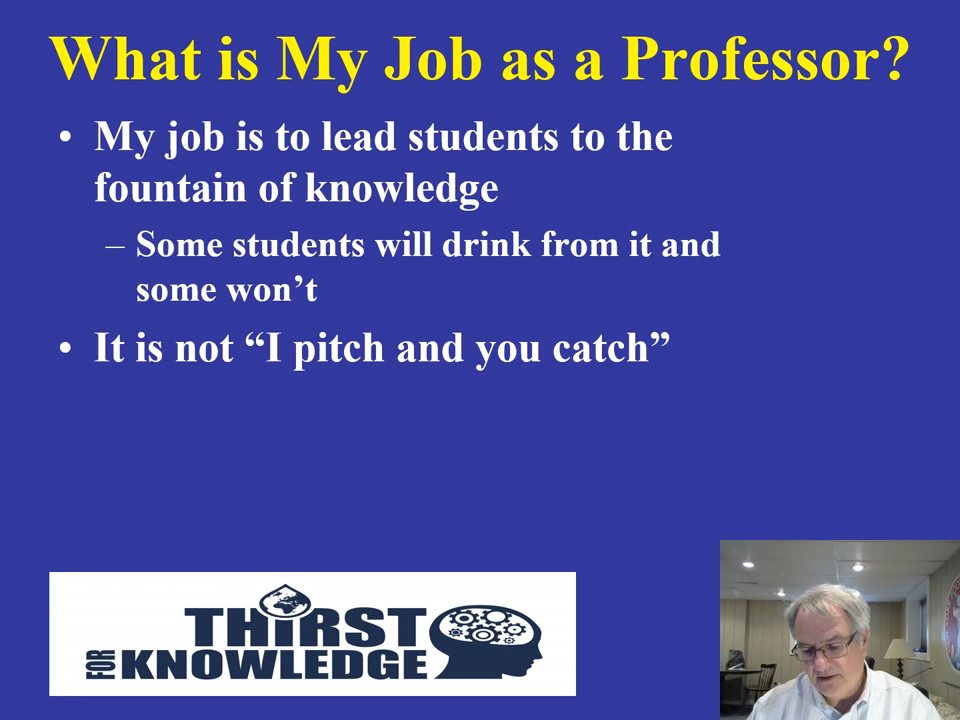 What is My Job as a Professor?
• My job is to lead students to the
fountain of knowledge
– Some students will drink from it and
some won’t
• It is not “I pitch and you catch”
THIRST
FOR KNOWLEDGE